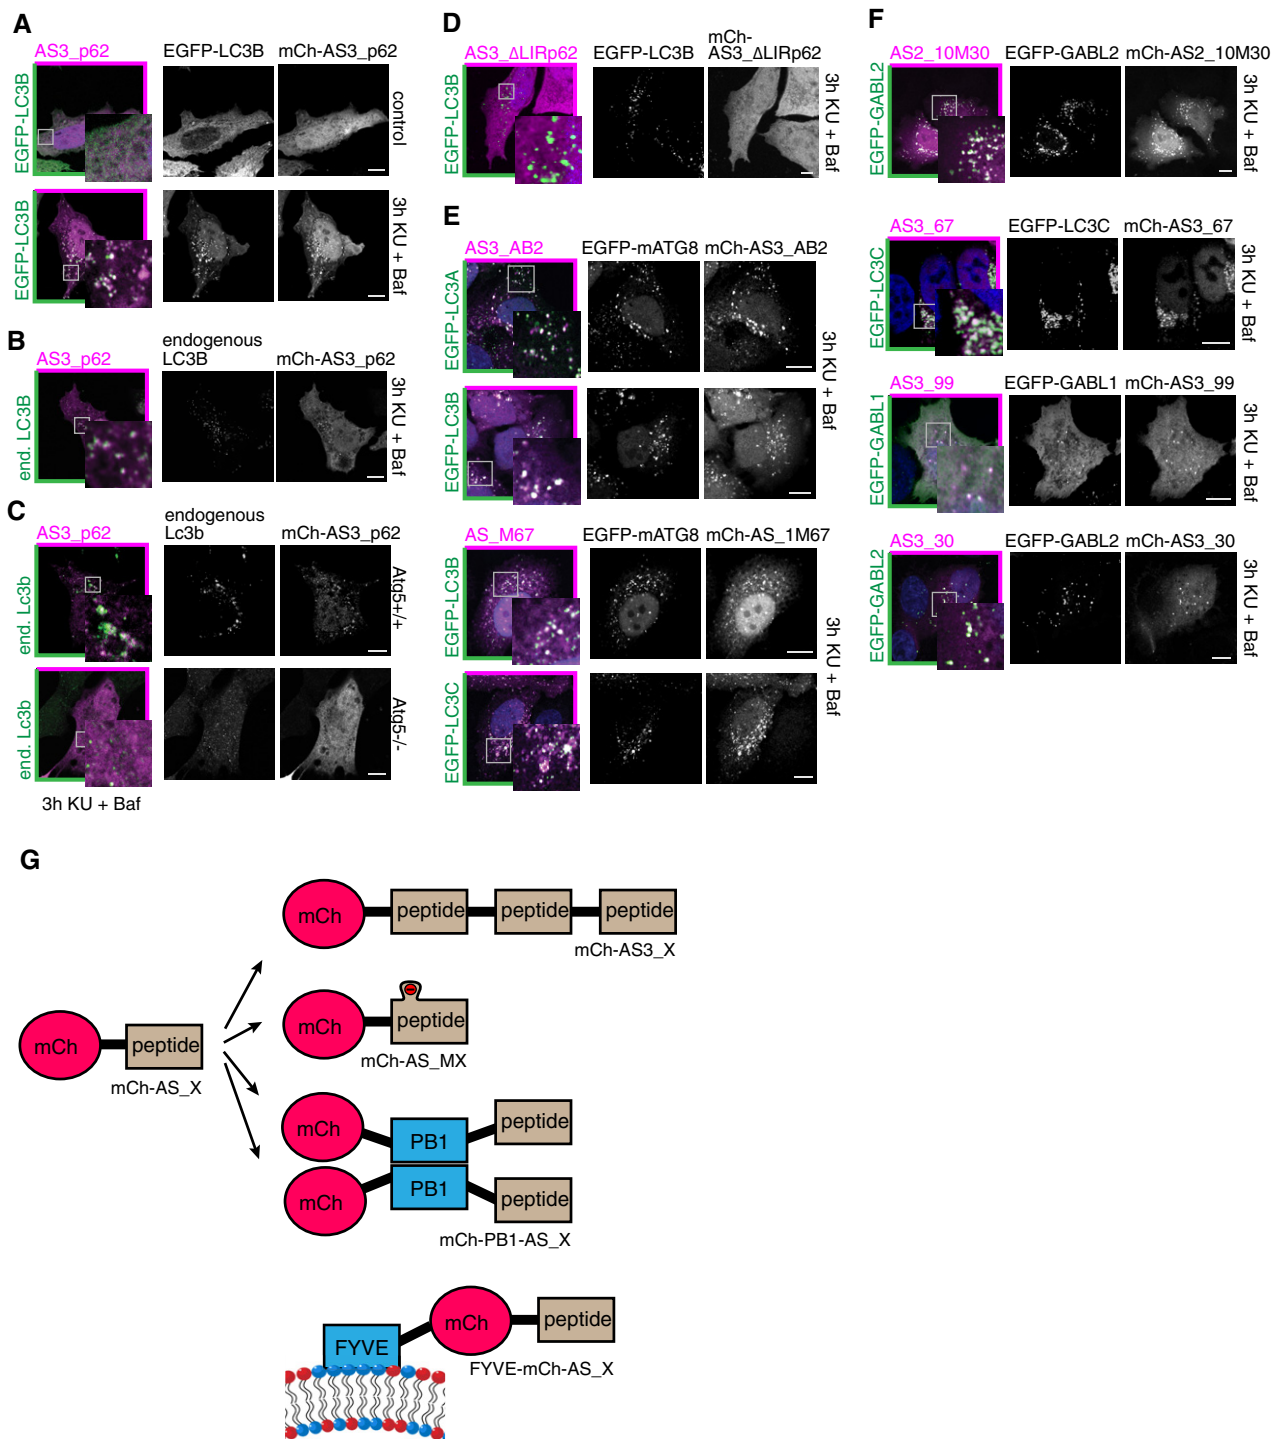 A
AS3_p62 EGFP-LC3B mCh-AS3_p62
EGFP-LC3B
control
EGFP-LC3B
3h KU + Baf
B
AS3_p62 endogenous LC3B mCh-AS3_p62
end. LC3B
3h KU + Baf
C
AS3_p62 endogenous Lc3b mCh-AS3_p62
end. Lc3b
Atg5+/+
end. Lc3b
Atg5-/-
3h KU + Baf
D
AS3_ΔLIRp62 EGFP-LC3B mCh-AS3_ΔLIRp62
EGFP-LC3B
3h KU + Baf
E
AS3_AB2 EGFP-mATG8 mCh-AS3_AB2
EGFP-LC3A
EGFP-LC3B
3h KU + Baf
AS_M67 EGFP-mATG8 mCh-AS_1M67
EGFP-LC3B
EGFP-LC3C
3h KU + Baf
F
AS2_10M30 EGFP-GABL2 mCh-AS2_10M30
EGFP-GABL2
3h KU + Baf
AS3_67 EGFP-LC3C mCh-AS3_67
EGFP-LC3C
3h KU + Baf
AS3_99 EGFP-GABL1 mCh-AS3_99
EGFP-GABL1
3h KU + Baf
AS3_30 EGFP-GABL2 mCh-AS3_30
EGFP-GABL2
3h KU + Baf
G
mCh peptide peptide peptide
mCh-AS3_X
mCh peptide
mCh-AS_MX
mCh peptide
mCh-AS_X
mCh PB1 peptide
mCh PB1 peptide
mCh-PB1-AS_X
FYVE mCh peptide
FYVE-mCh-AS_X